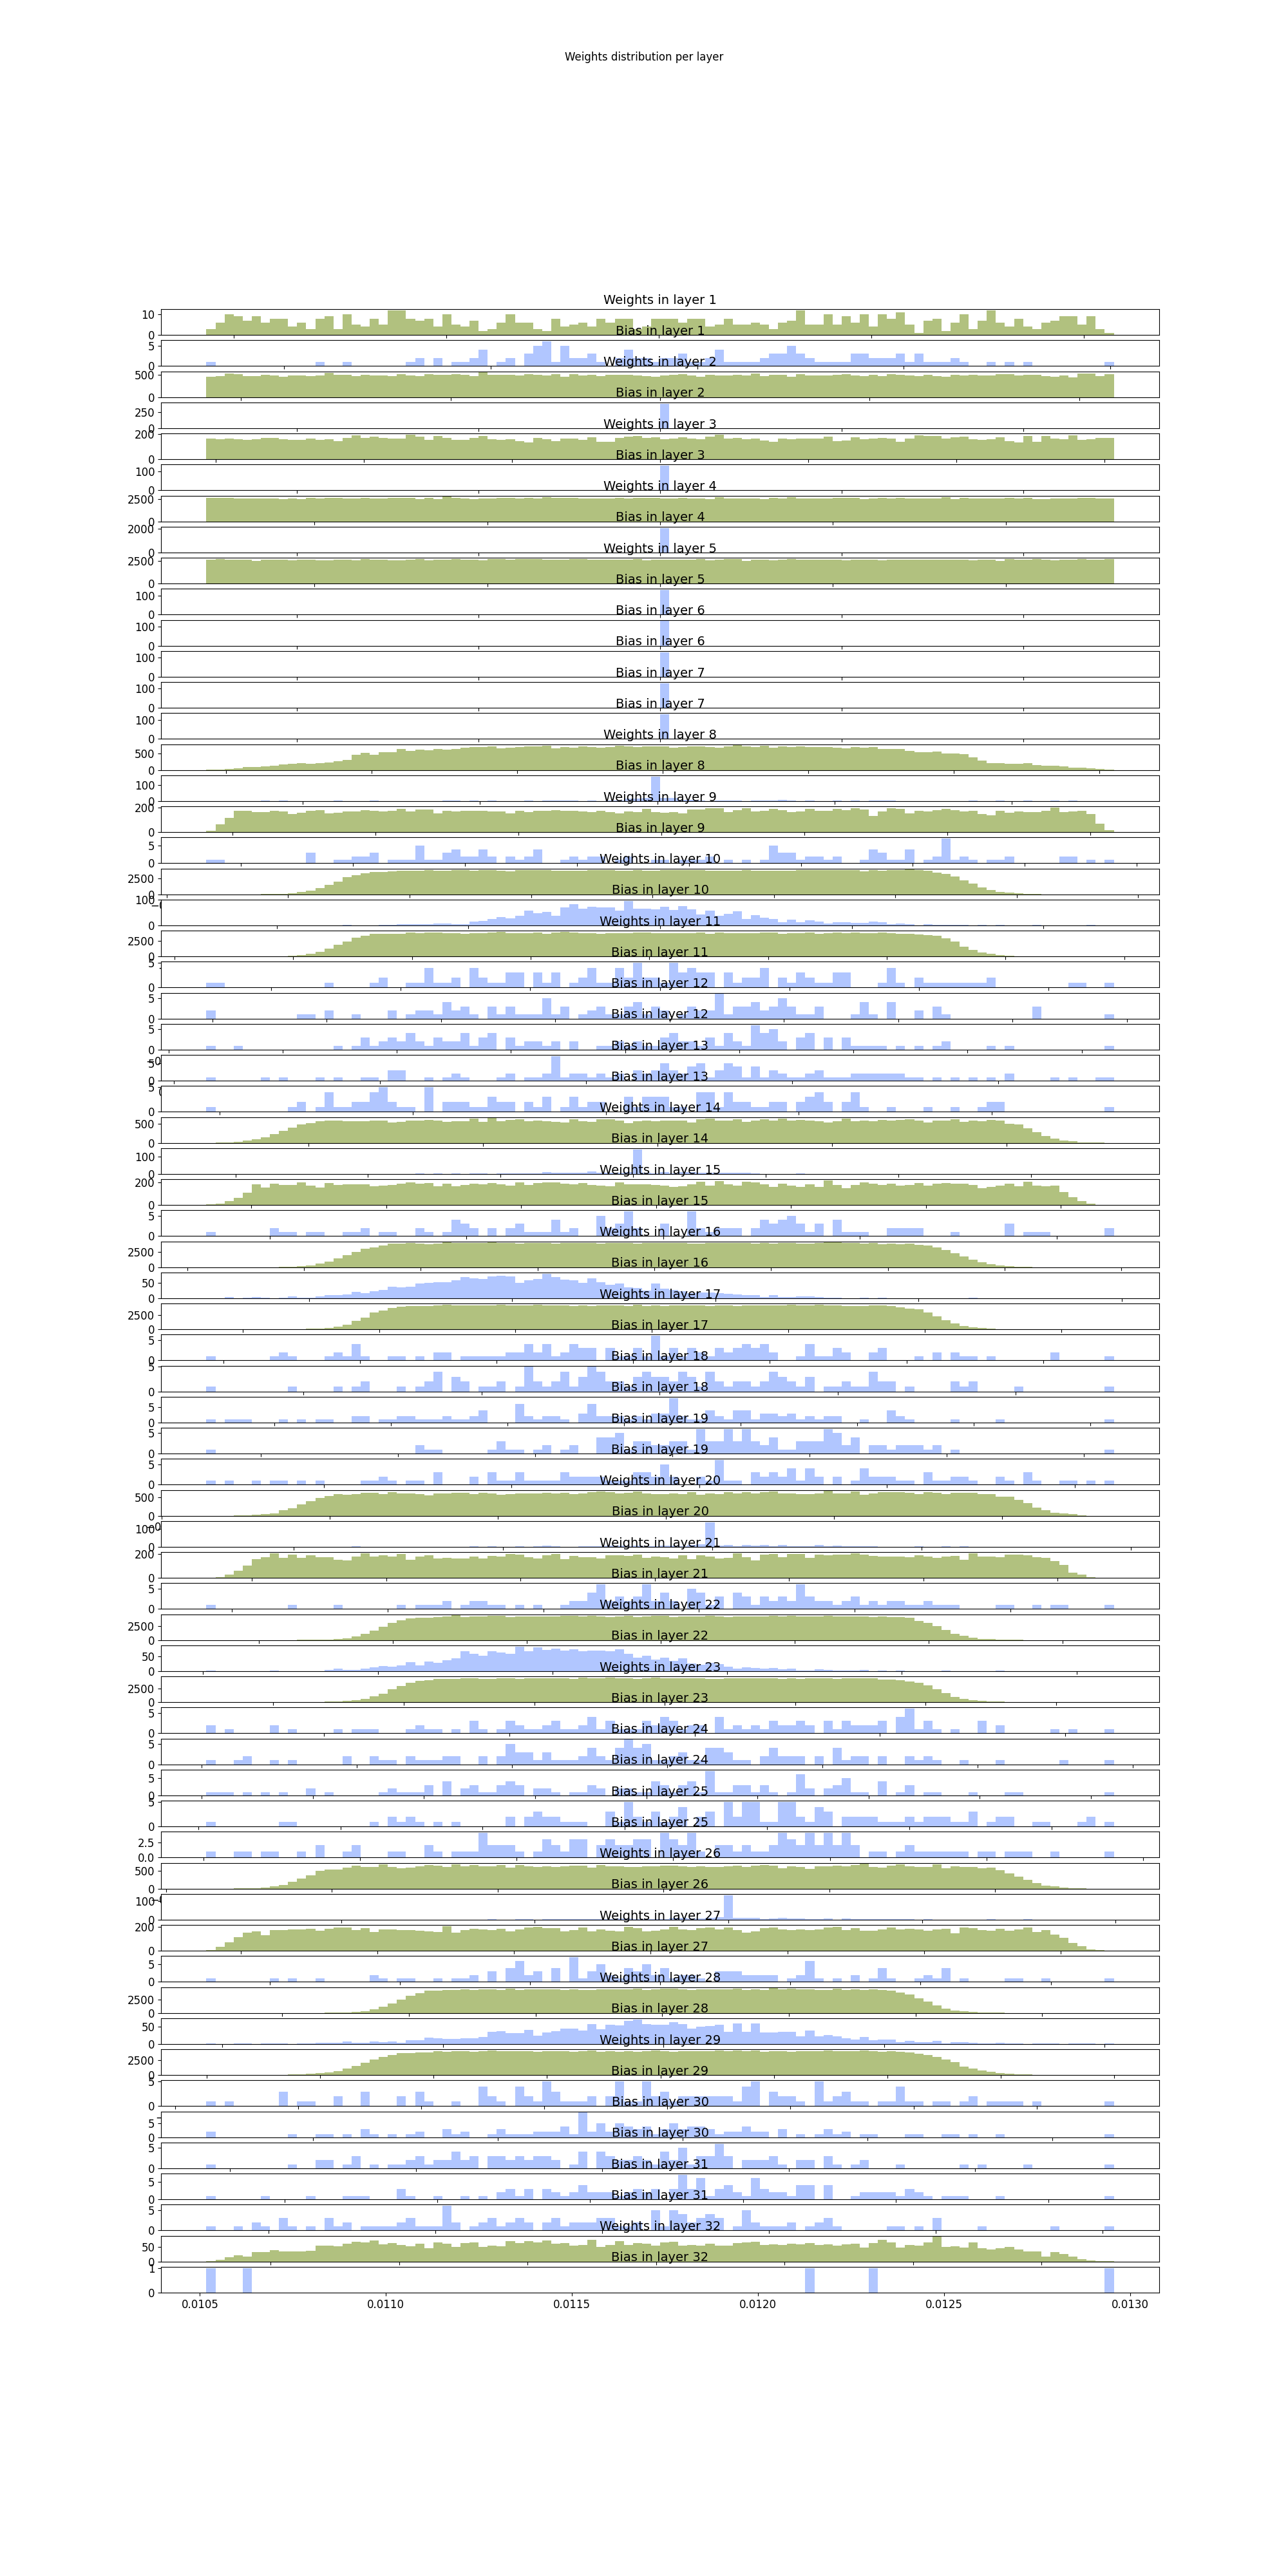 Weights distribution per layer
Weights in layer 1
10
0
Bias in layer 1
5
0
Weights in layer 2
500
0
Bias in layer 2
250
0
Weights in layer 3
200
0
Bias in layer 3
100
0
Weights in layer 4
2500
0
Bias in layer 4
2000
0
Weights in layer 5
2500
0
Bias in layer 5
100
0
Bias in layer 6
100
0
Bias in layer 6
100
0
Bias in layer 7
100
0
Bias in layer 7
100
0
Weights in layer 8
500
0
Bias in layer 8
100
0
Weights in layer 9
200
0
Bias in layer 9
5
0
Weights in layer 10
2500
0
Bias in layer 10
100
0
Weights in layer 11
2500
0
Bias in layer 11
5
0
Bias in layer 12
5
0
Bias in layer 12
5
0
Bias in layer 13
5
0
Bias in layer 13
5
0
Weights in layer 14
500
0
Bias in layer 14
100
0
Weights in layer 15
200
0
Bias in layer 15
5
0
Weights in layer 16
2500
0
Bias in layer 16
50
0
Weights in layer 17
2500
0
Bias in layer 17
5
0
Bias in layer 18
5
0
Bias in layer 18
5
0
Bias in layer 19
5
0
Bias in layer 19
5
0
Weights in layer 20
500
0
Bias in layer 20
100
0
Weights in layer 21
200
0
Bias in layer 21
5
0
Weights in layer 22
2500
0
Bias in layer 22
50
0
Weights in layer 23
2500
0
Bias in layer 23
5
0
Bias in layer 24
5
0
Bias in layer 24
5
0
Bias in layer 25
5
0
Bias in layer 25
2.5
0.0
Weights in layer 26
500
0
Bias in layer 26
100
0
Weights in layer 27
200
0
Bias in layer 27
5
0
Weights in layer 28
2500
0
Bias in layer 28
50
0
Weights in layer 29
2500
0
Bias in layer 29
5
0
Bias in layer 30
5
0
Bias in layer 30
5
0
Bias in layer 31
5
0
Bias in layer 31
5
0
Weights in layer 32
50
0
Bias in layer 32
1
0
0.0105 0.0110 0.0115 0.0120 0.0125 0.0130